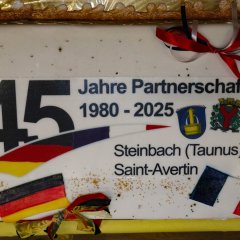 45 Jahre Partnerschaf
1980 - 2025
Steinbach (Taunus)
Saint-Avertin